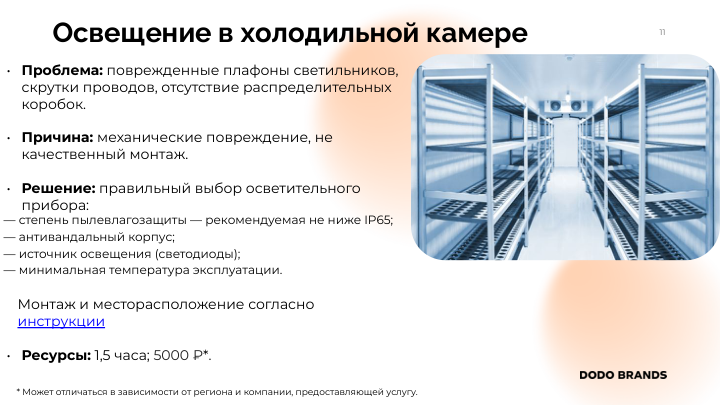 Освещение в холодильной камере
11
• Проблема: поврежденные плафоны светильников,
скрутки проводов, отсутствие распределительных
коробок.
• Причина: механические повреждение, не
качественный монтаж.
• Решение: правильный выбор осветительного
прибора:
— степень пылевлагозащиты — рекомендуемая не ниже IP65;
— антивандальный корпус;
— источник освещения (светодиоды);
— минимальная температура эксплуатации.
Монтаж и месторасположение согласно
инструкции
• Ресурсы: 1,5 часа; 5000 ₽*.
DODO BRANDS
* Может отличаться в зависимости от региона и компании, предоставляющей услугу.